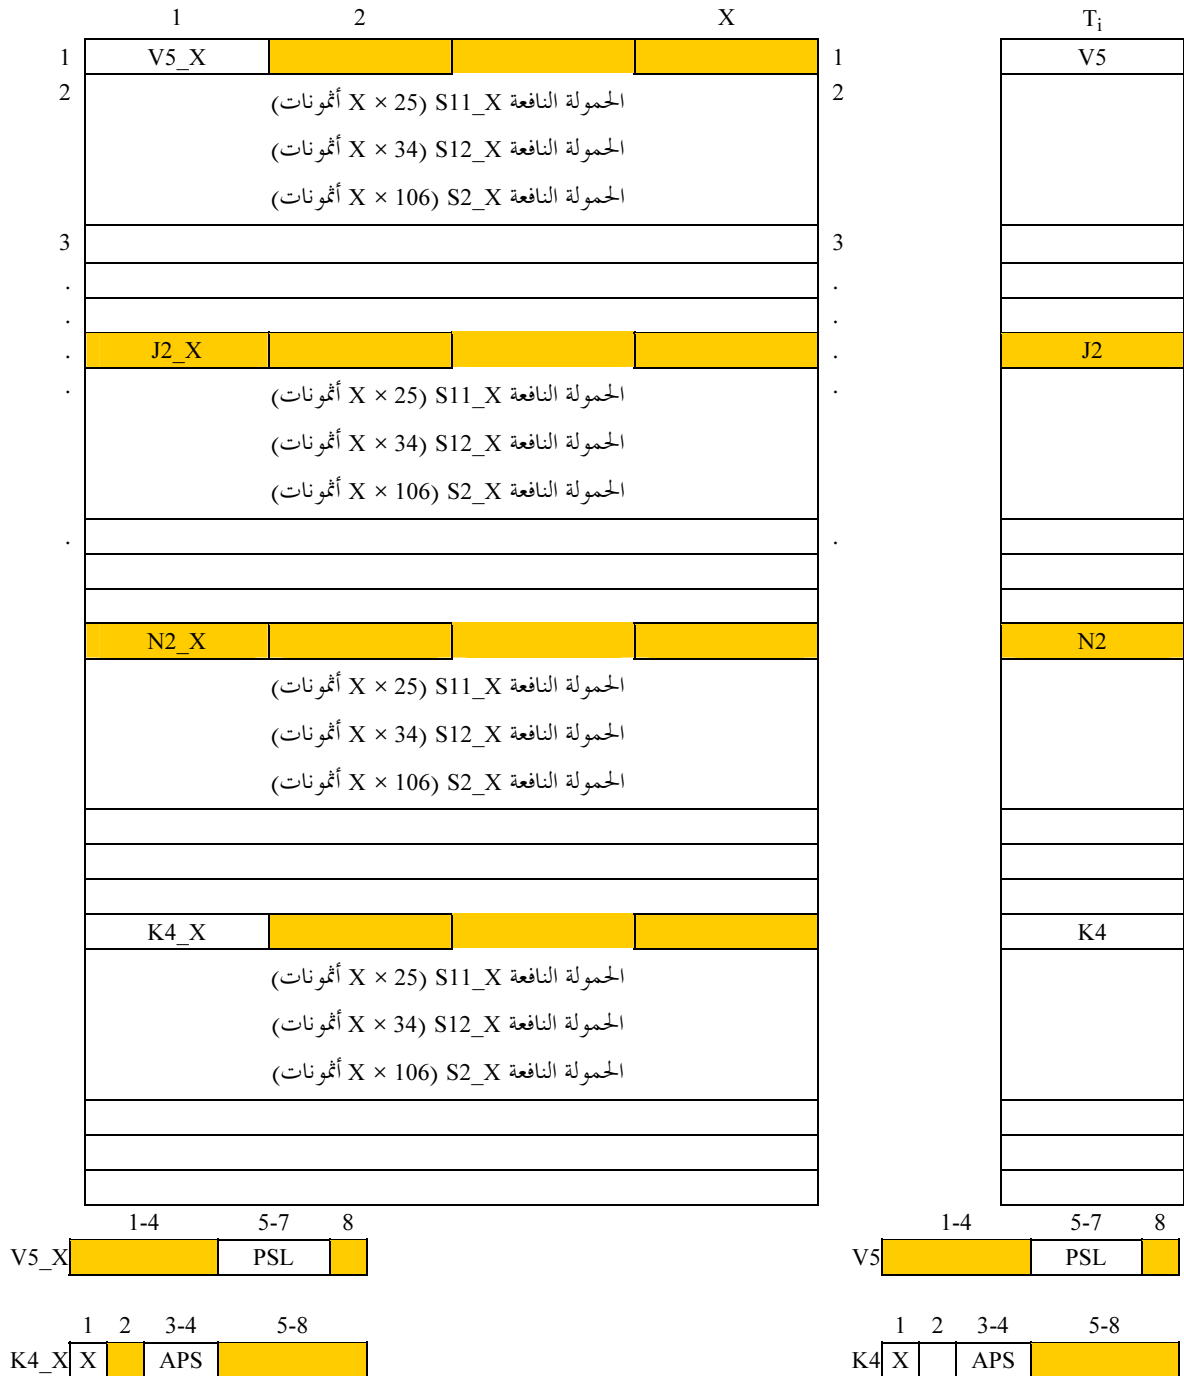 1 2 X T_i
1 V5_X 1 V5
2 الحمولة النافعة S11_X (25 × X أثمونات) 2
الحمولة النافعة S12_X (34 × X أثمونات)
الحمولة النافعة S2_X (106 × X أثمونات)
3 3
. .
. .
. J2_X . J2
. الحمولة النافعة S11_X (25 × X أثمونات) .
الحمولة النافعة S12_X (34 × X أثمونات)
الحمولة النافعة S2_X (106 × X أثمونات)
. .
N2_X N2
الحمولة النافعة S11_X (25 × X أثمونات)
الحمولة النافعة S12_X (34 × X أثمونات)
الحمولة النافعة S2_X (106 × X أثمونات)
K4_X K4
الحمولة النافعة S11_X (25 × X أثمونات)
الحمولة النافعة S12_X (34 × X أثمونات)
الحمولة النافعة S2_X (106 × X أثمونات)
1-4 5-7 8 1-4 5-7 8
V5_X PSL V5 PSL
1 2 3-4 5-8 1 2 3-4 5-8
K4_X X APS K4 X APS